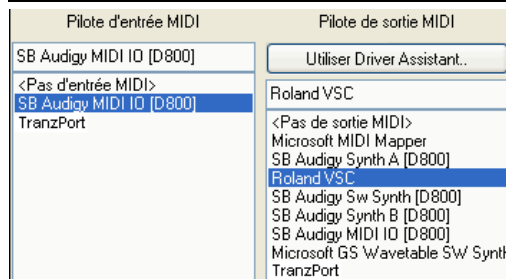 Pilote d'entrée MIDI
SB Audigy MIDI IO [D800]
<Pas d'entrée MIDI>
SB Audigy MIDI IO [D800]
TranzPort
Pilote de sortie MIDI
Utiliser Driver Assistant..
Roland VSC
<Pas de sortie MIDI>
Microsoft MIDI Mapper
SB Audigy Synth A [D800]
Roland VSC
SB Audigy Sw Synth [D800]
SB Audigy Synth B [D800]
SB Audigy MIDI IO [D800]
Microsoft GS Wavetable SW Synth
TranzPort